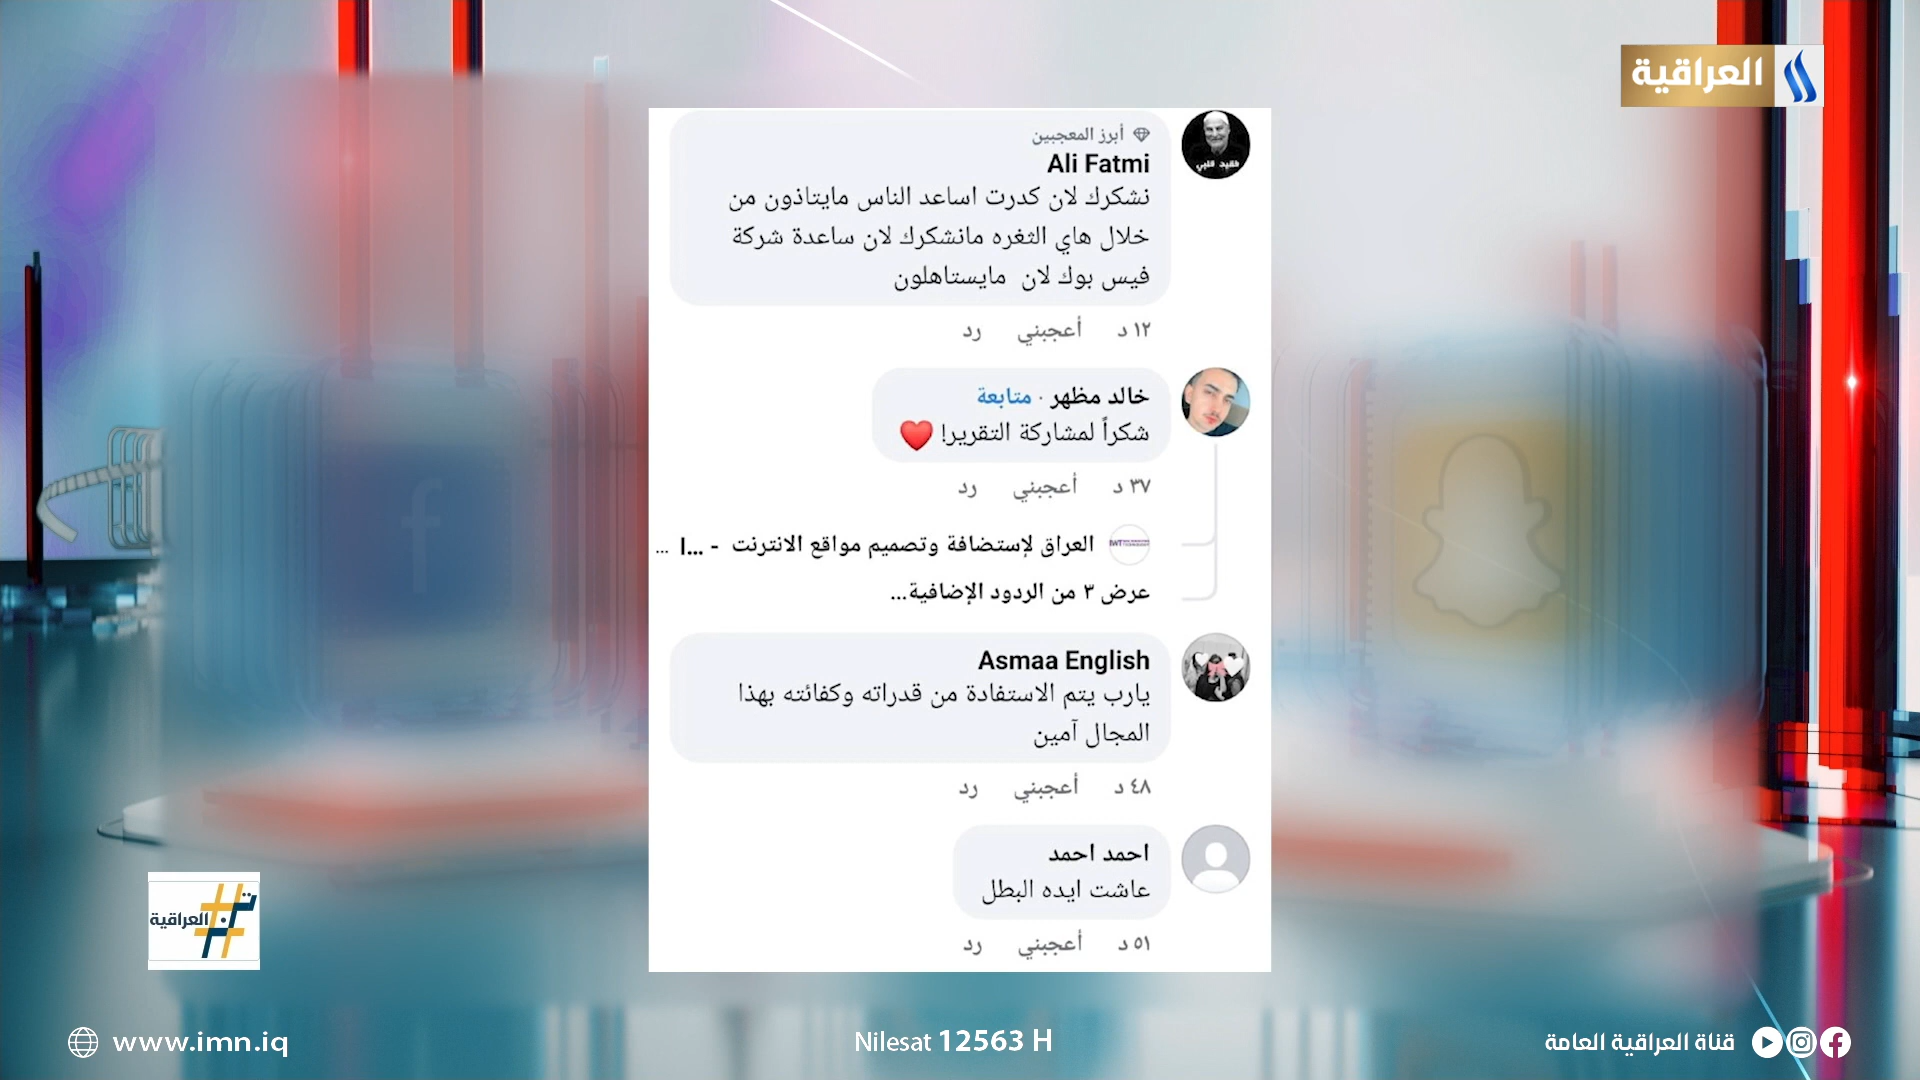 العراقية
أبرز المعجبين
Ali Fatmi
نشكرك لان كدرت اساعد الناس مايتاذون من
خلال هاي الثغره مانشكرك لان ساعدة شركة
فيس بوك لان مايستاهلون
١٢ د أعجبني رد
فقيد قلبي
خالد مظهر · متابعة
شكراً لمشاركة التقرير! ❤️
٣٧ د أعجبني رد
العراق لإستضافة وتصميم مواقع الانترنت - ...I ...
عرض ٣ من الردود الإضافية...
Asmaa English
يارب يتم الاستفادة من قدراته وكفائته بهذا
المجال آمين
٤٨ د أعجبني رد
احمد احمد
عاشت ايده البطل
٥١ د أعجبني رد
العراقية
www.imn.iq
Nilesat 12563 H
قناة العراقية العامة